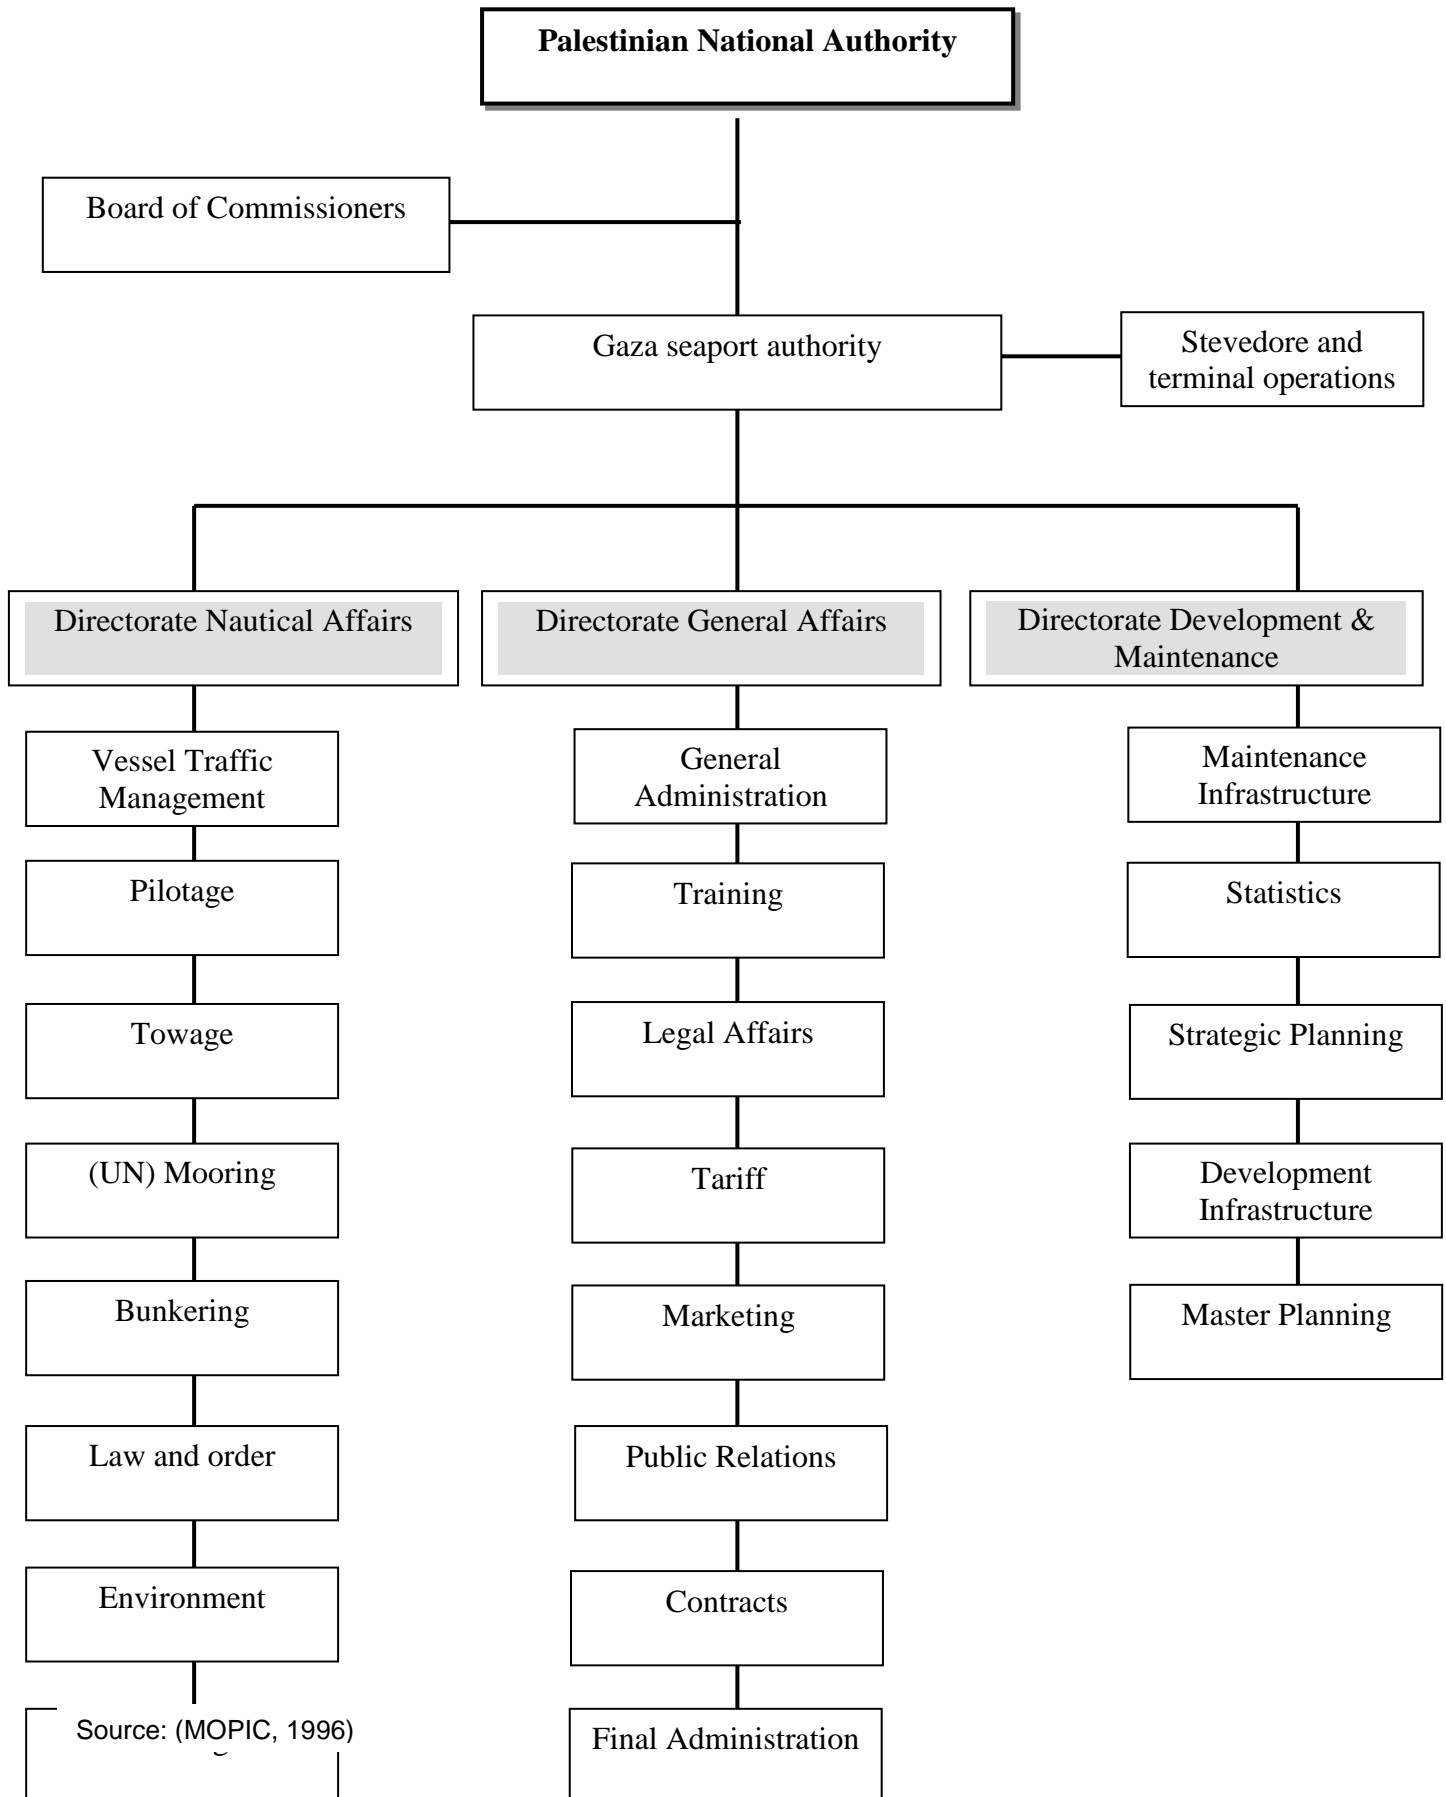 Palestinian National Authority
Board of Commissioners
Gaza seaport authority
Stevedore and
terminal operations
Directorate Nautical Affairs
Directorate General Affairs
Directorate Development &
Maintenance
Vessel Traffic
Management
Pilotage
Towage
(UN) Mooring
Bunkering
Law and order
Environment
General
Administration
Training
Legal Affairs
Tariff
Marketing
Public Relations
Contracts
Final Administration
Maintenance
Infrastructure
Statistics
Strategic Planning
Development
Infrastructure
Master Planning
Source: (MOPIC, 1996)